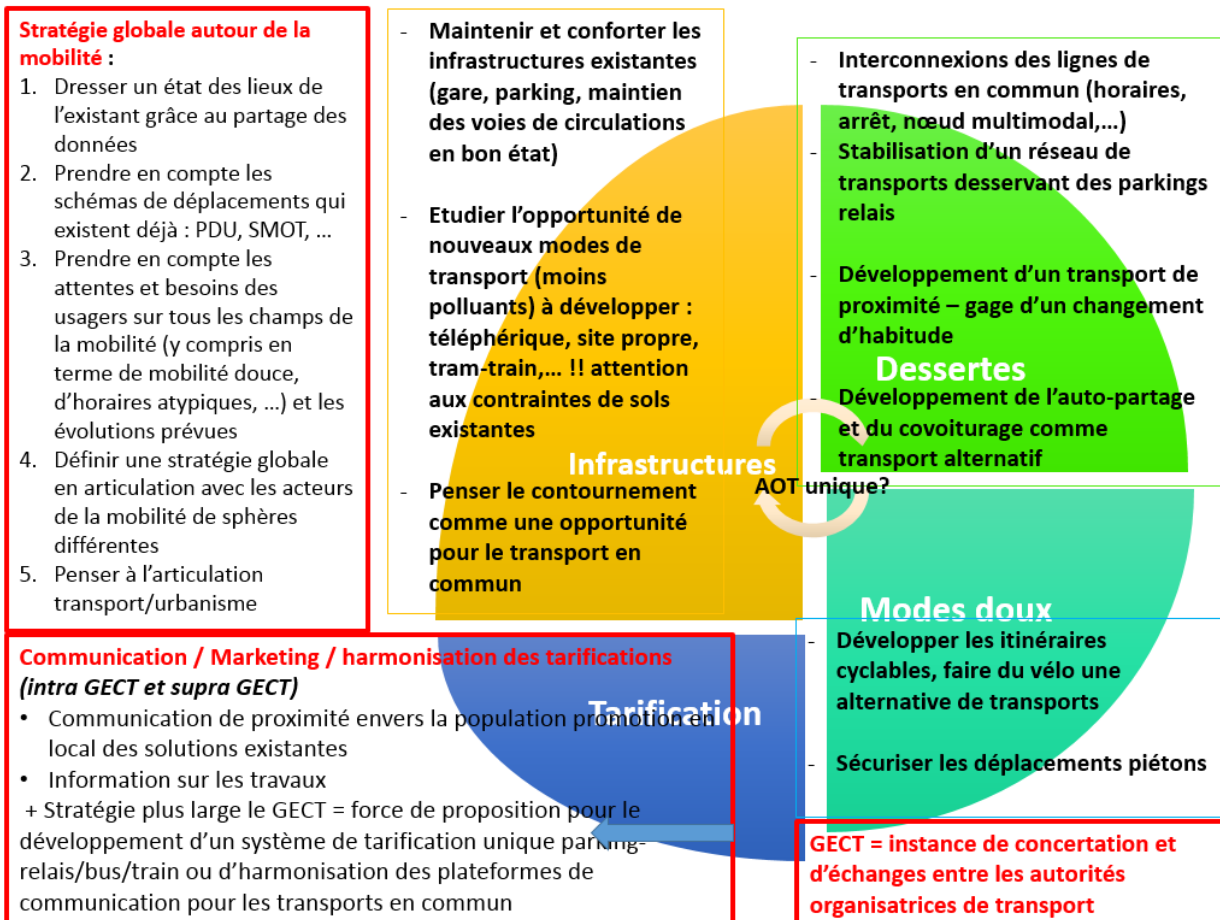 Stratégie globale autour de la
mobilité :
1. Dresser un état des lieux de
l'existant grâce au partage des
données
2. Prendre en compte les
schémas de déplacements qui
existent déjà : PDU, SMOT, ...
3. Prendre en compte les
attentes et besoins des
usagers sur tous les champs de
la mobilité (y compris en
terme de mobilité douce,
d'horaires atypiques, ...) et les
évolutions prévues
4. Définir une stratégie globale
en articulation avec les acteurs
de la mobilité de sphères
différentes
5. Penser à l'articulation
transport/urbanisme
- Maintenir et conforter les
infrastructures existantes
(gare, parking, maintien
des voies de circulations
en bon état)
- Etudier l'opportunité de
nouveaux modes de
transport (moins
polluants) à développer :
téléphérique, site propre,
tram-train,... !! attention
aux contraintes de sols
existantes
Infrastructures
- Penser le contournement
comme une opportunité
pour le transport en
commun
- Interconnexions des lignes de
transports en commun (horaires,
arrêt, nœud multimodal,...)
- Stabilisation d'un réseau de
transports desservant des parkings
relais
- Développement d'un transport de
proximité – gage d'un changement
d'habitude
Dessertes
- Développement de l'auto-partage
et du covoiturage comme
transport alternatif
AOT unique?
Modes doux
- Développer les itinéraires
cyclables, faire du vélo une
alternative de transports
- Sécuriser les déplacements piétons
Communication / Marketing / harmonisation des tarifications
(intra GECT et supra GECT)
• Communication de proximité envers la population promotion en
local des solutions existantes
• Information sur les travaux
+ Stratégie plus large le GECT = force de proposition pour le
développement d'un système de tarification unique parking-
relais/bus/train ou d'harmonisation des plateformes de
communication pour les transports en commun
Tarification
GECT = instance de concertation et
d'échanges entre les autorités
organisatrices de transport